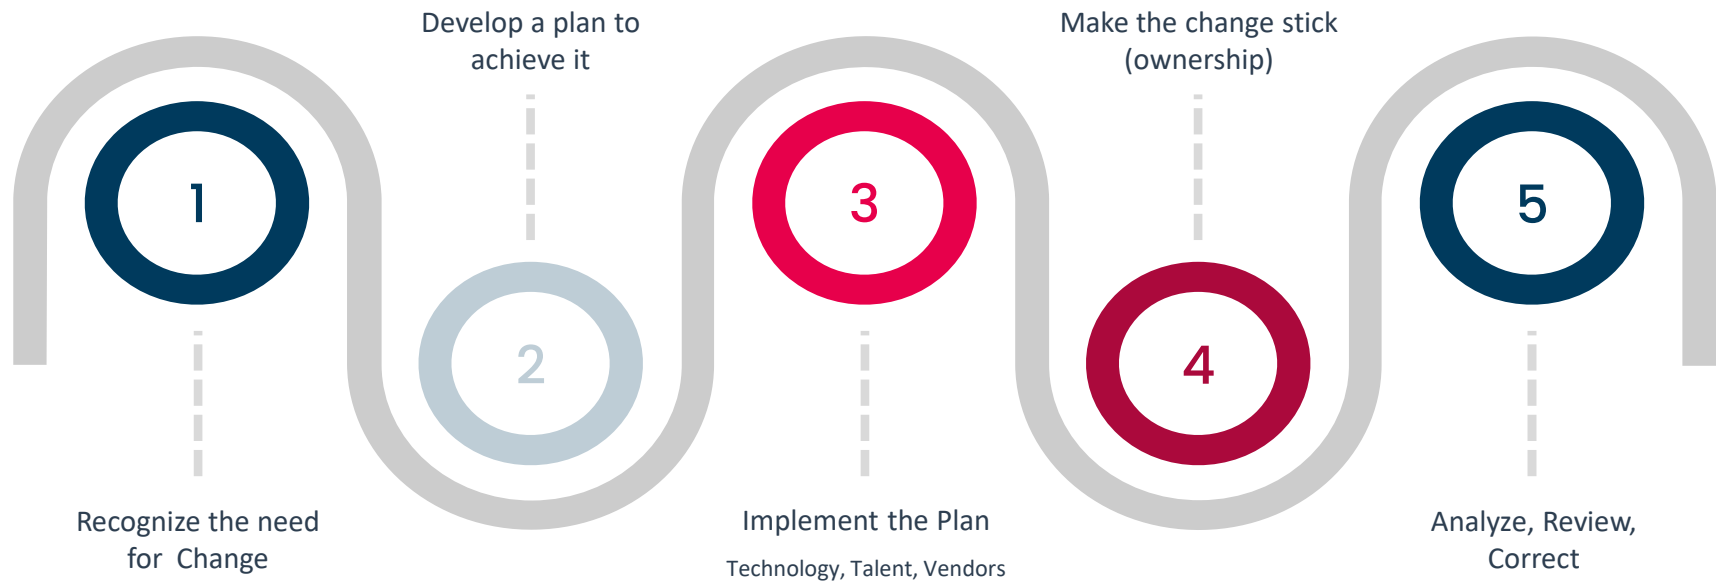 1
Recognize the need
for  Change
Develop a plan to
achieve it
2
3
Implement the Plan
Technology, Talent, Vendors
Make the change stick
(ownership)
4
5
Analyze, Review,
Correct